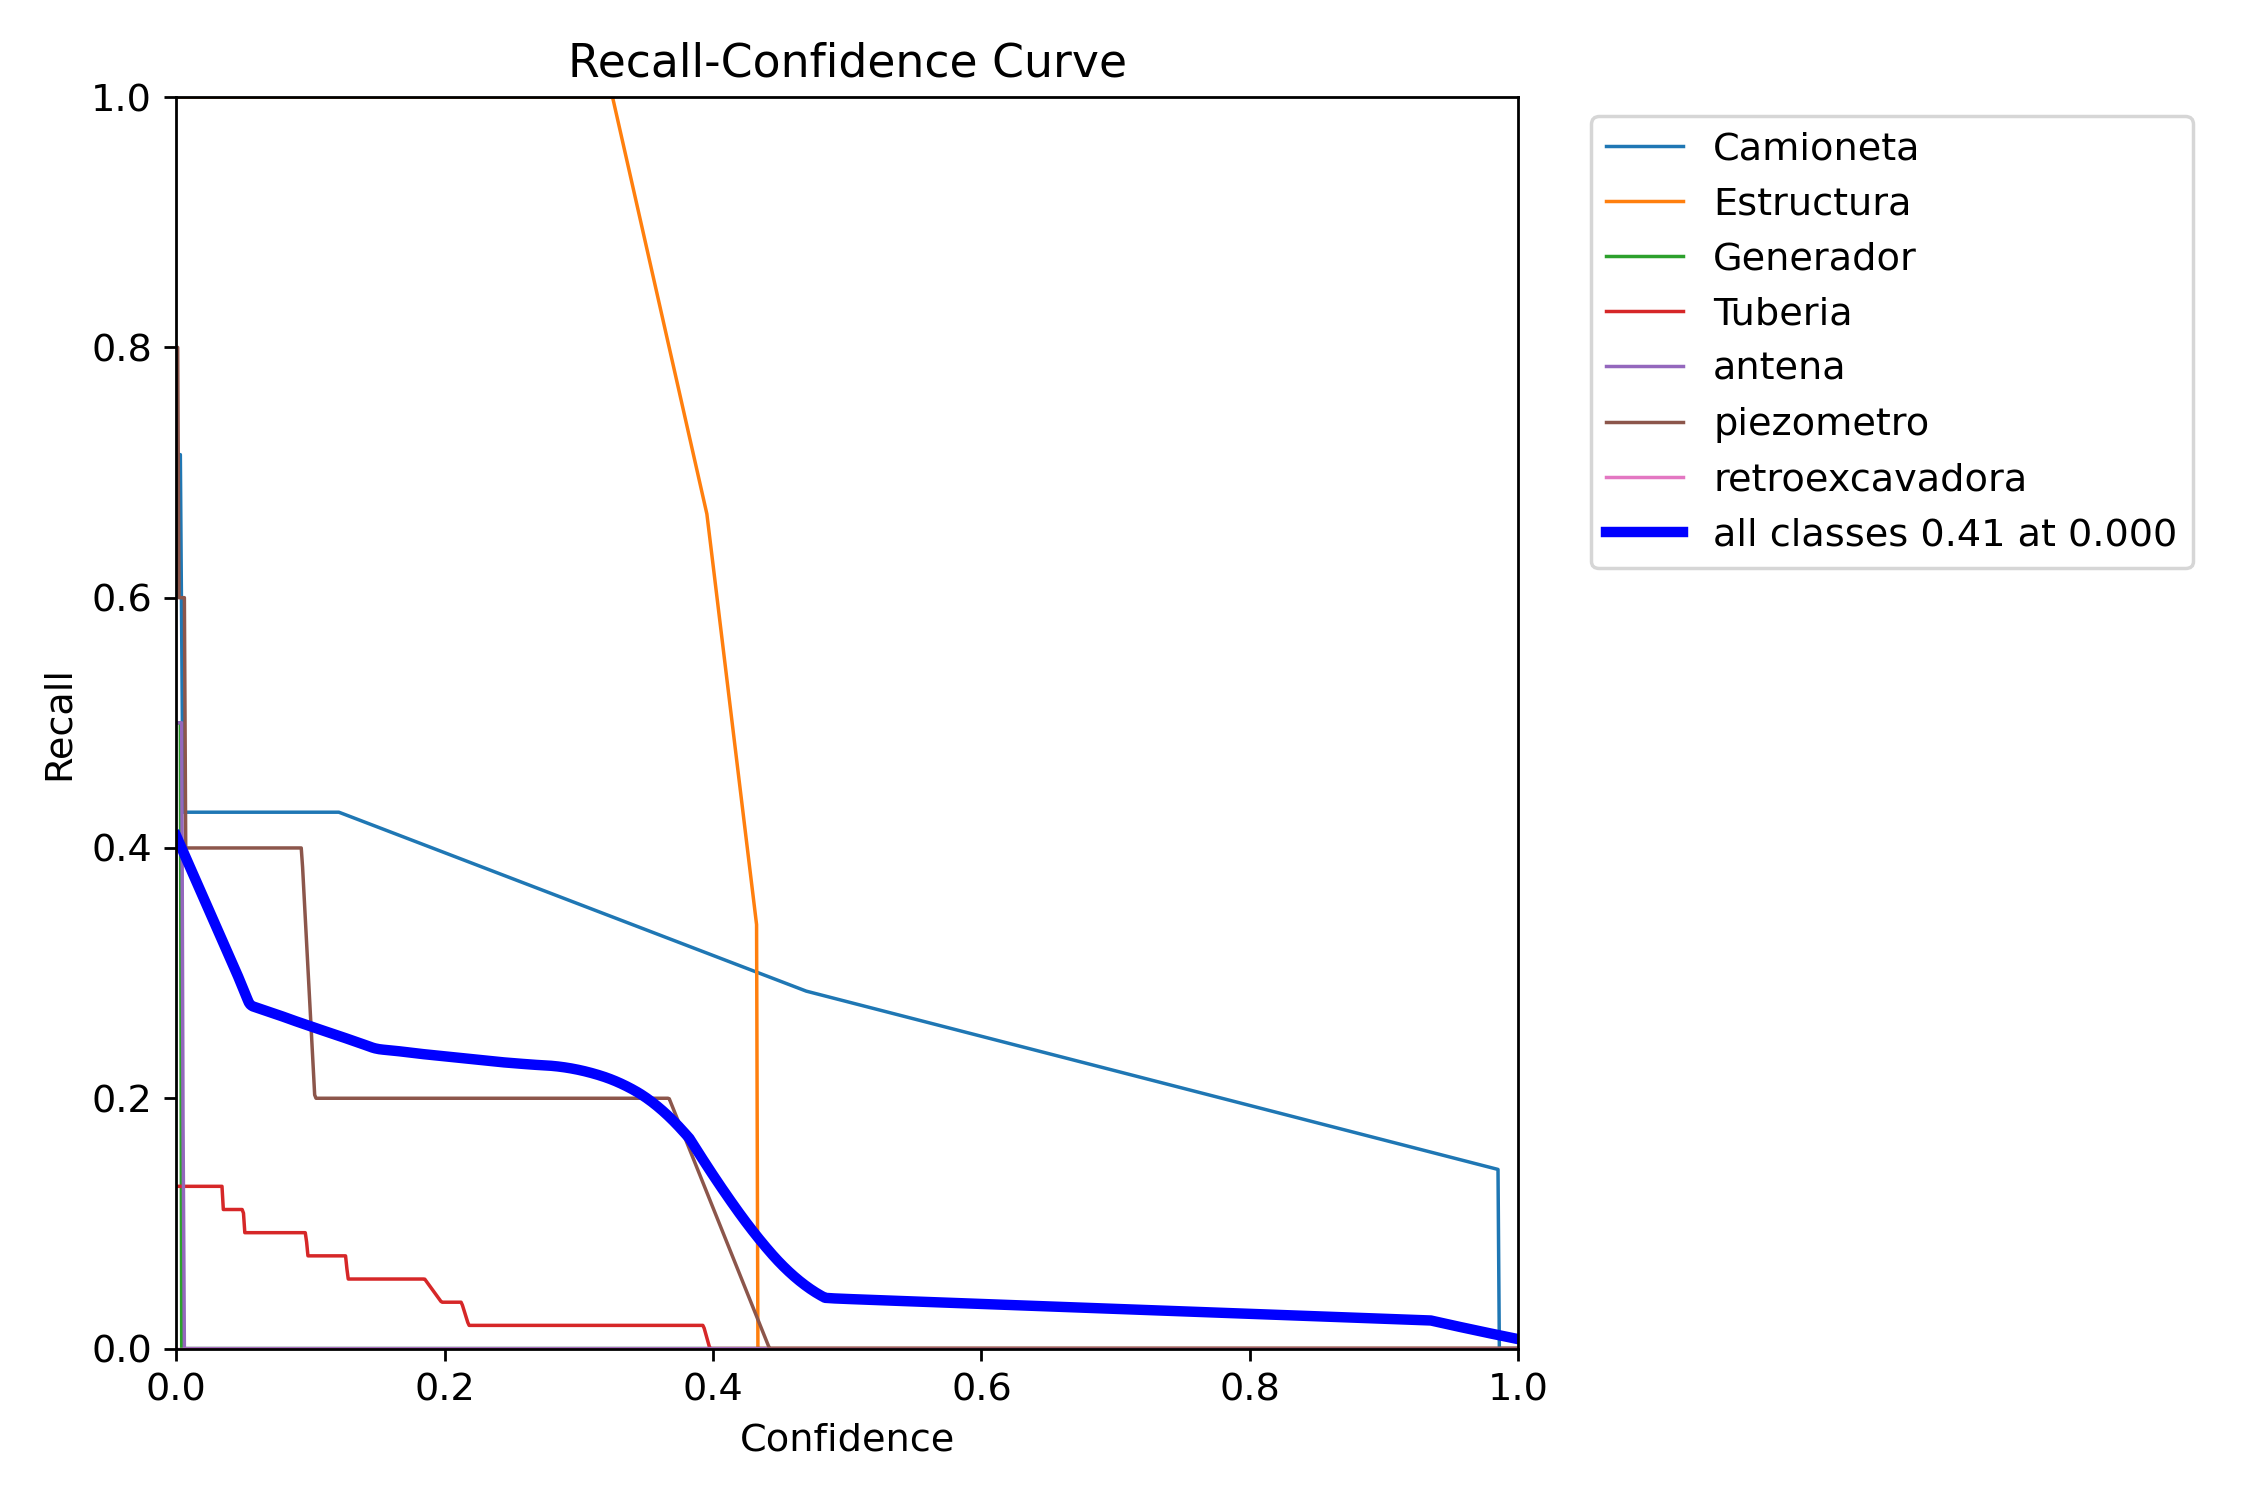 Recall-Confidence Curve
1.0
0.8
0.6
0.4
0.2
0.0
Recall
0.0 0.2 0.4 0.6 0.8 1.0
Confidence
Camioneta
Estructura
Generador
Tuberia
antena
piezometro
retroexcavadora
all classes 0.41 at 0.000